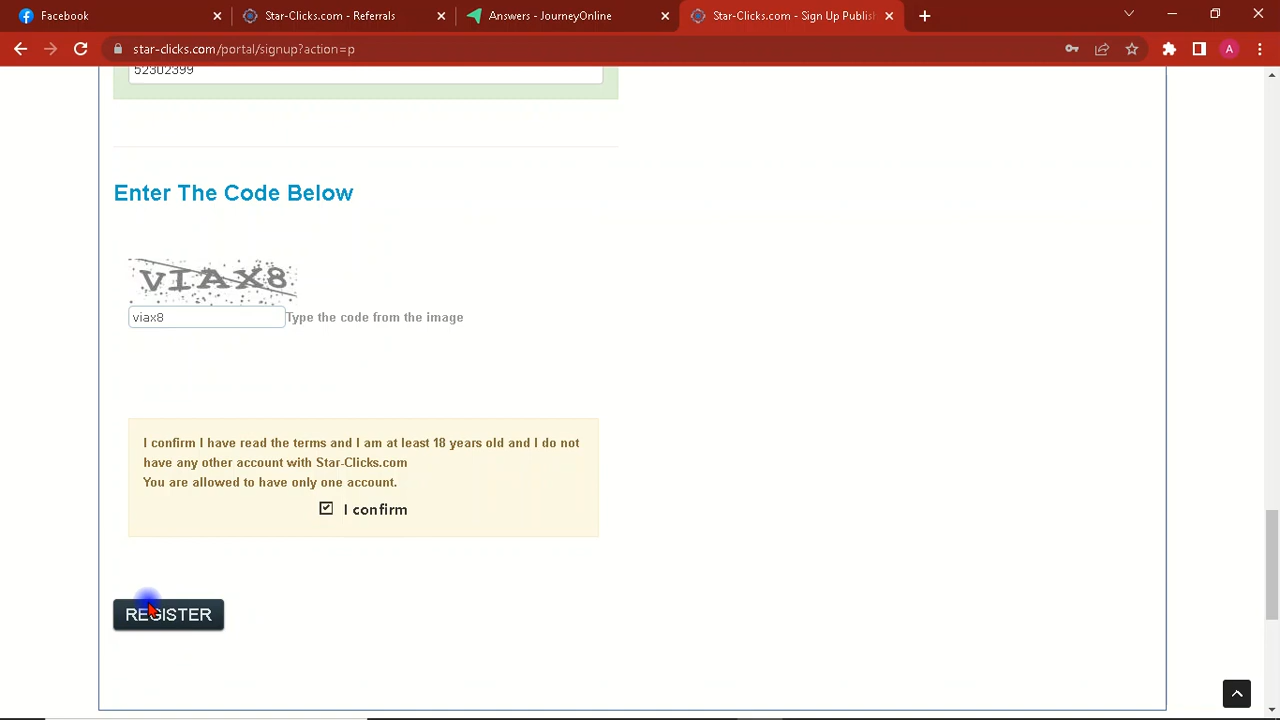 Facebook
Star-Clicks.com - Referrals
Answers - JourneyOnline
Star-Clicks.com - Sign Up Publis
star-clicks.com/portal/signup?action=p
A
52302399
Enter The Code Below
VIAX8
viax8
Type the code from the image
I confirm I have read the terms and I am at least 18 years old and I do not
have any other account with Star-Clicks.com
You are allowed to have only one account.
I confirm
REGISTER